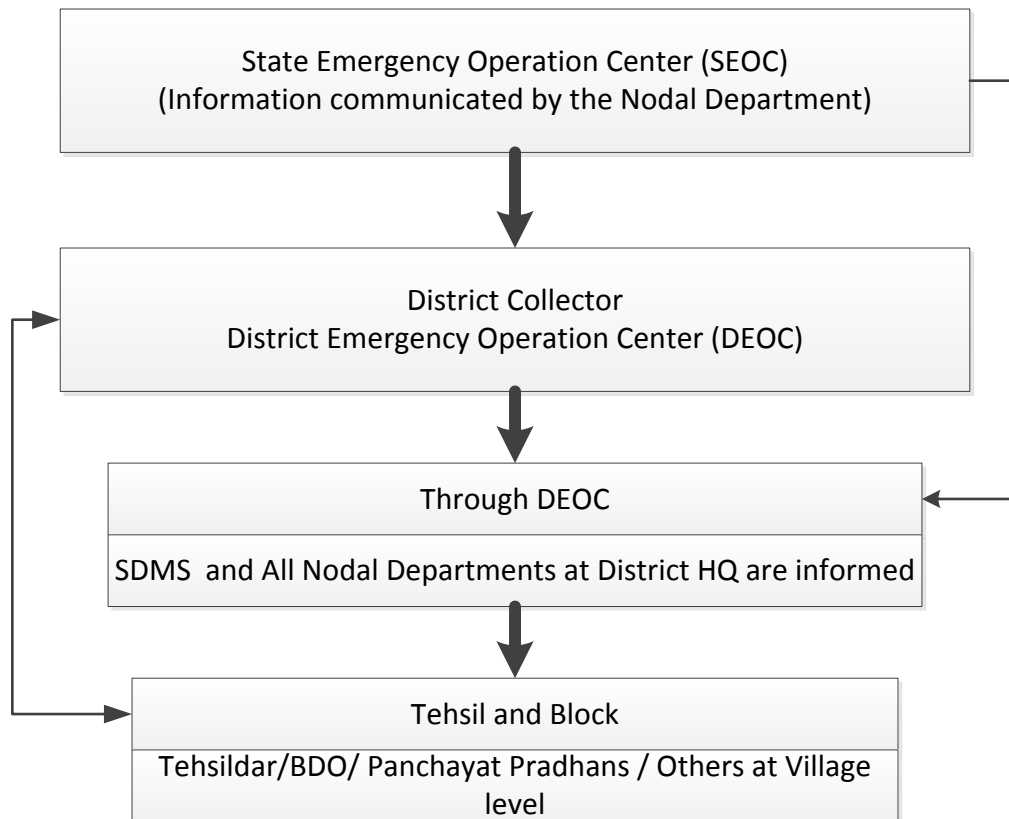 State Emergency Operation Center (SEOC)
(Information communicated by the Nodal Department)
District Collector
District Emergency Operation Center (DEOC)
Through DEOC
SDMS and All Nodal Departments at District HQ are informed
Tehsil and Block
Tehsildar/BDO/ Panchayat Pradhans / Others at Village
level